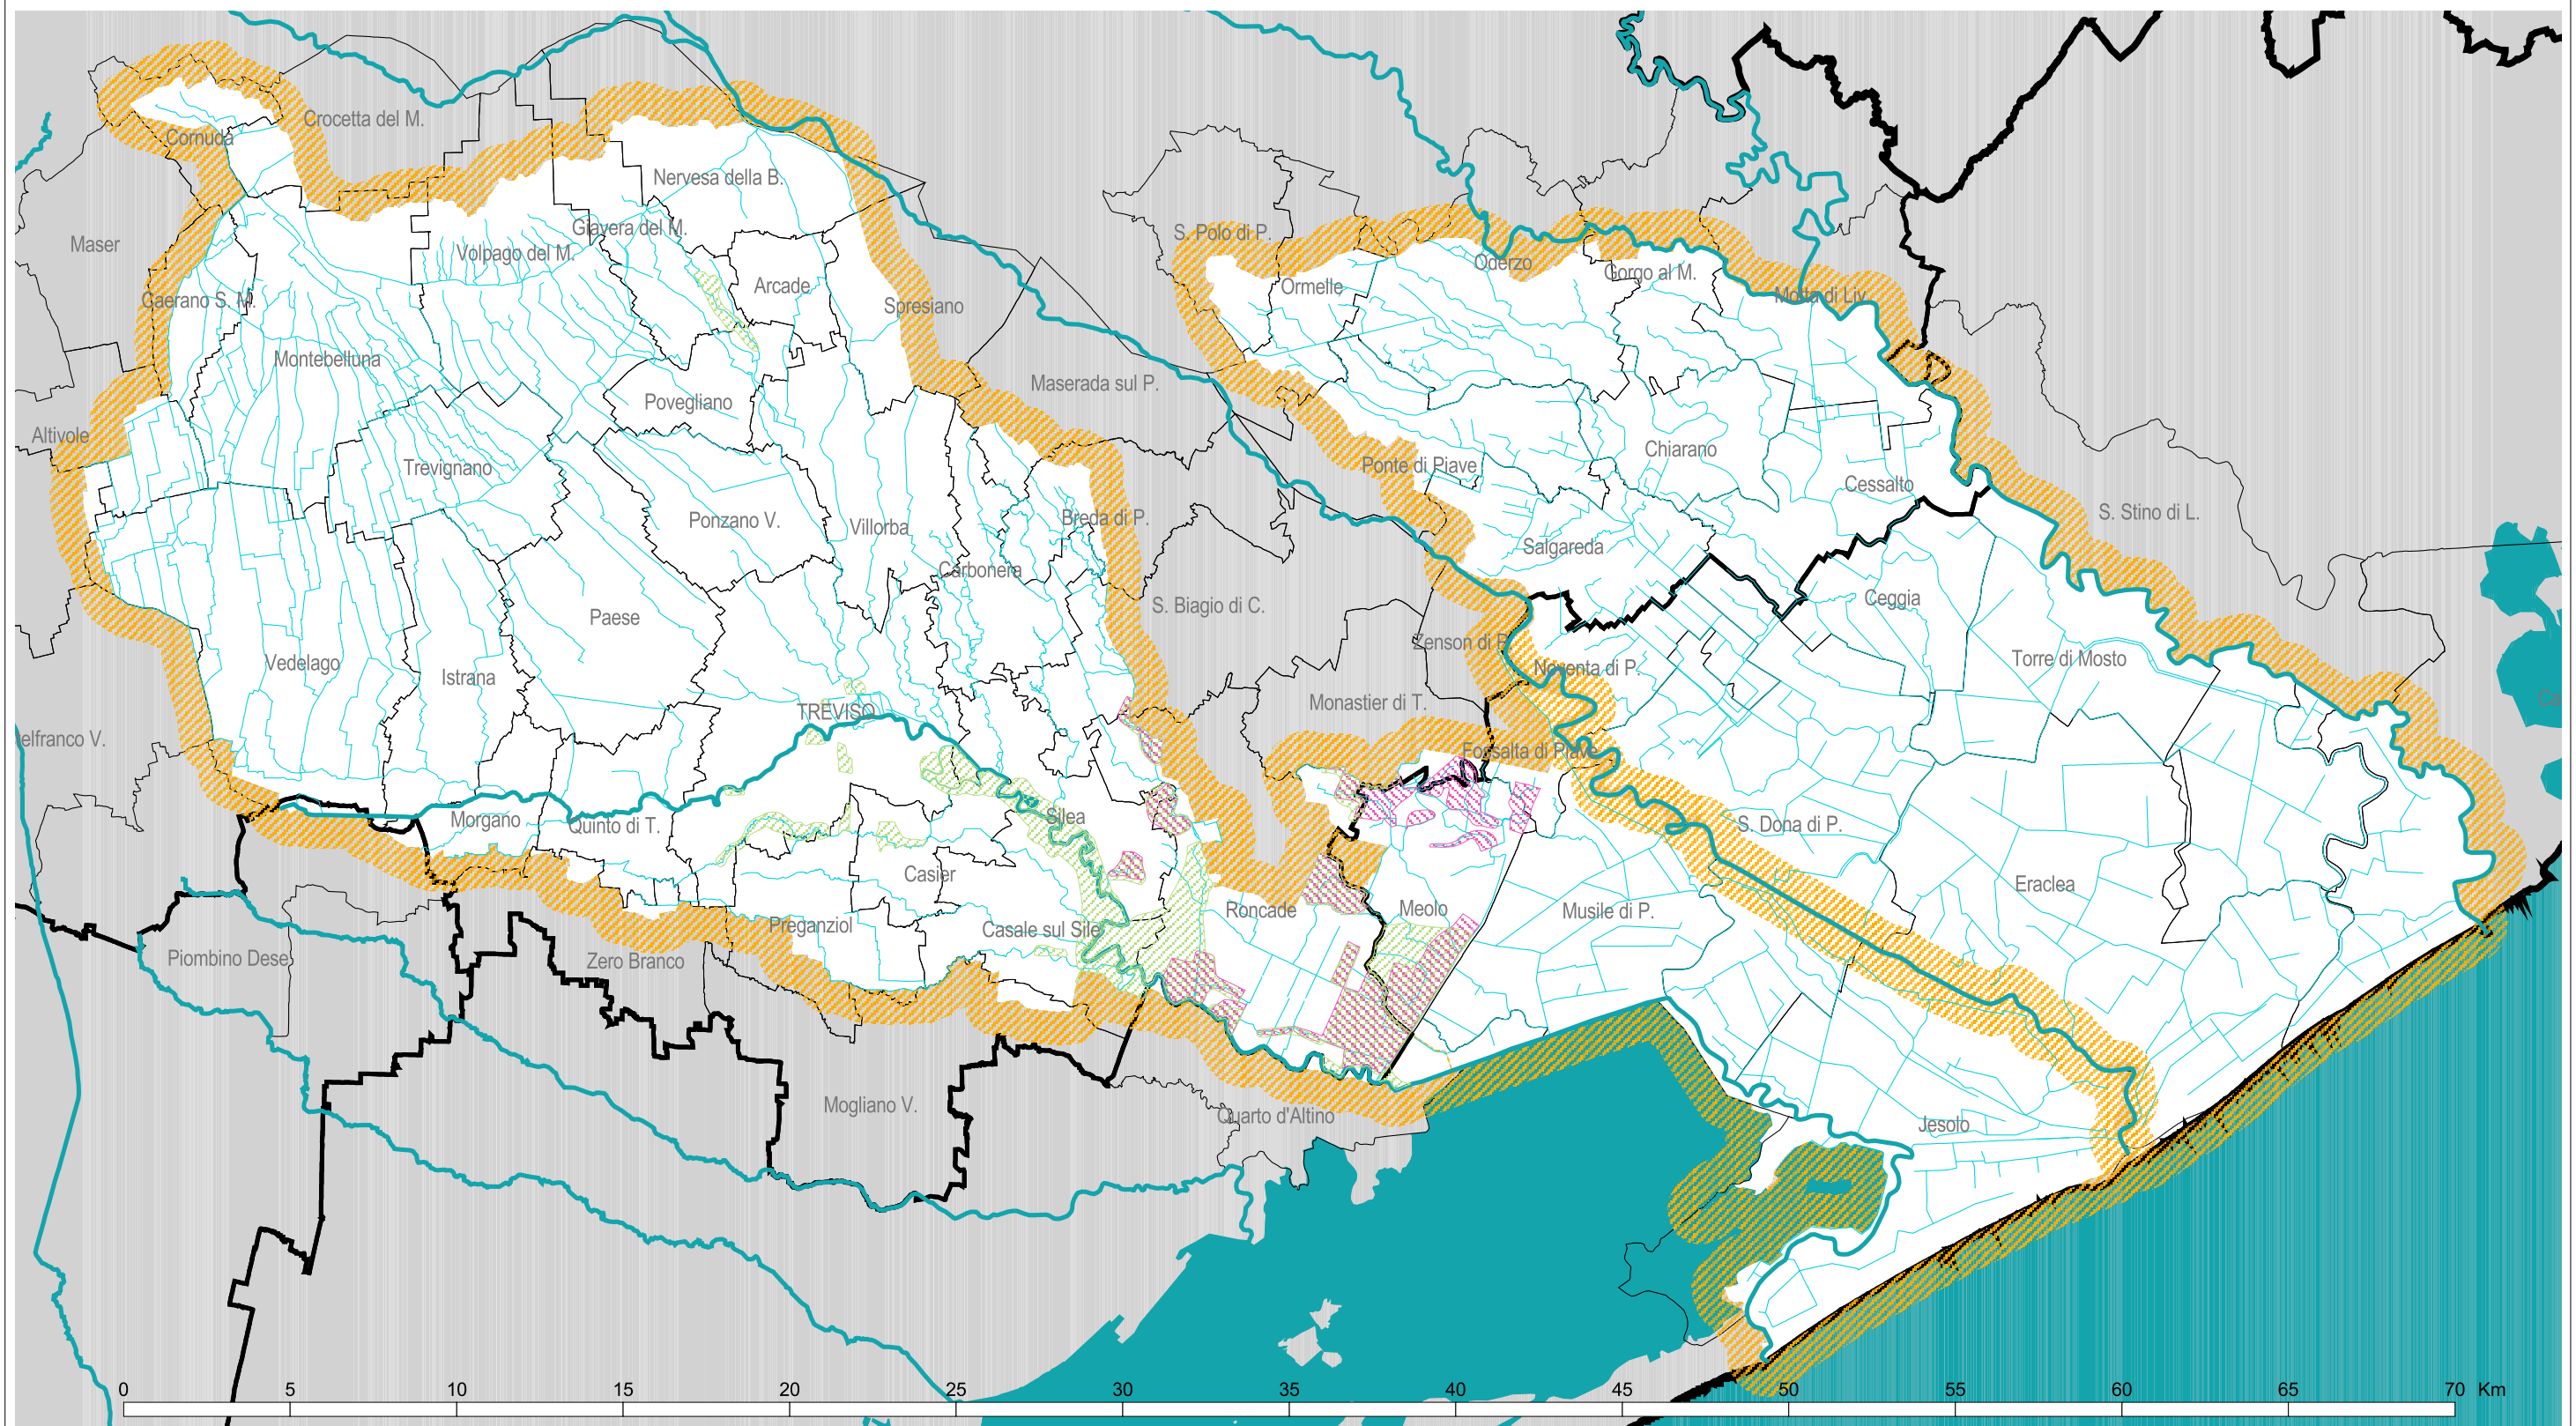 Crocetta del M.
Cornuda
Nervesa della B.
Maser
Giavera del M.
S. Polo di P.
Volpago del M.
Oderzo
Gorgo al M.
Arcade
Ormelle
Motta di Liv.
Caerano S. M.
Spresiano
Montebelluna
Maserada sul P.
Povegliano
Altivole
Chiarano
Trevignano
Ponte di Piave
Cessalto
S. Stino di L.
Ponzano V.
Villorba
Breda di P.
Salgareda
Carbonera
Ceggia
S. Biagio di C.
Paese
Zenson di P.
Torre di Mosto
Vedelago
Noventa di P.
Istrana
Ca
Monastier di T.
TREVISO
elfranco V.
Fossalta di Piave
Silea
Morgano
Quinto di T.
S. Dona di P.
Casier
Eraclea
Roncade
Meolo
Musile di P.
Preganziol
Casale sul Sile
Piombino Dese
Zero Branco
Mogliano V.
Quarto d'Altino
Jesolo
0 5 10 15 20 25 30 35 40 45 50 55 60 65 70 Km